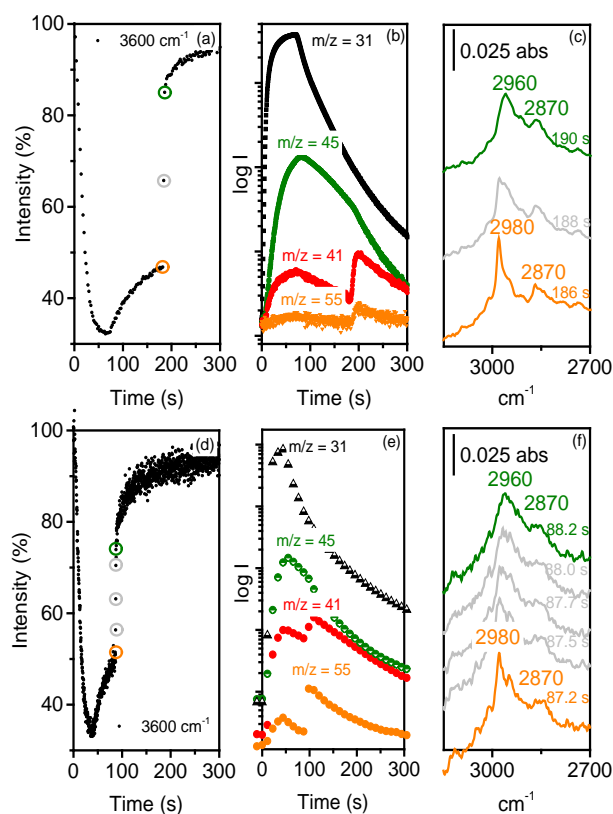 3600 cm-1
(a)
100
80
60
40
Intensity (%)
0
100
200
300
Time (s)
(b)
m/z = 31
m/z = 45
m/z = 41
m/z = 55
log I
0
100
200
300
Time (s)
(c)
0.025 abs
2960
2870
190 s
188 s
2980
2870
186 s
3000
2700
cm-1
(d)
100
80
60
40
Intensity (%)
3600 cm-1
0
100
200
300
Time (s)
(e)
m/z = 31
m/z = 45
m/z = 41
m/z = 55
log I
0
100
200
300
Time (s)
(f)
0.025 abs
2960
2870
88.2 s
88.0 s
87.7 s
87.5 s
2980
2870
87.2 s
3000
2700
cm-1